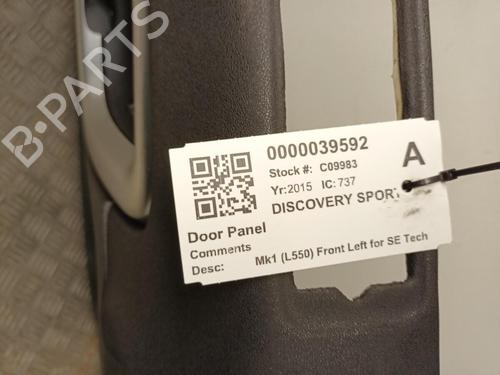 B-PARTS
0000039592
Stock #: C09983
A
Yr:2015 IC:737
DISCOVERY SPORT
Door Panel
Comments
Desc: Mk1 (L550) Front Left for SE Tech